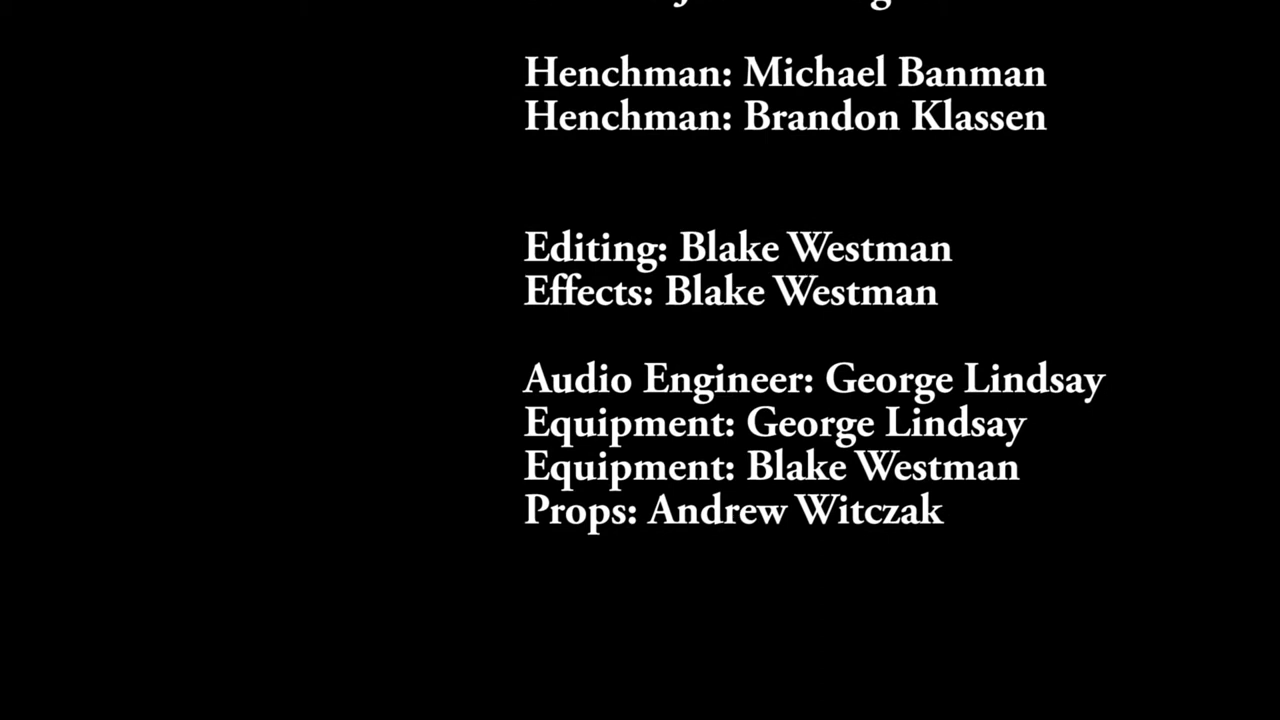 Henchman: Michael Banman
Henchman: Brandon Klassen
Editing: Blake Westman
Effects: Blake Westman
Audio Engineer: George Lindsay
Equipment: George Lindsay
Equipment: Blake Westman
Props: Andrew Witczak